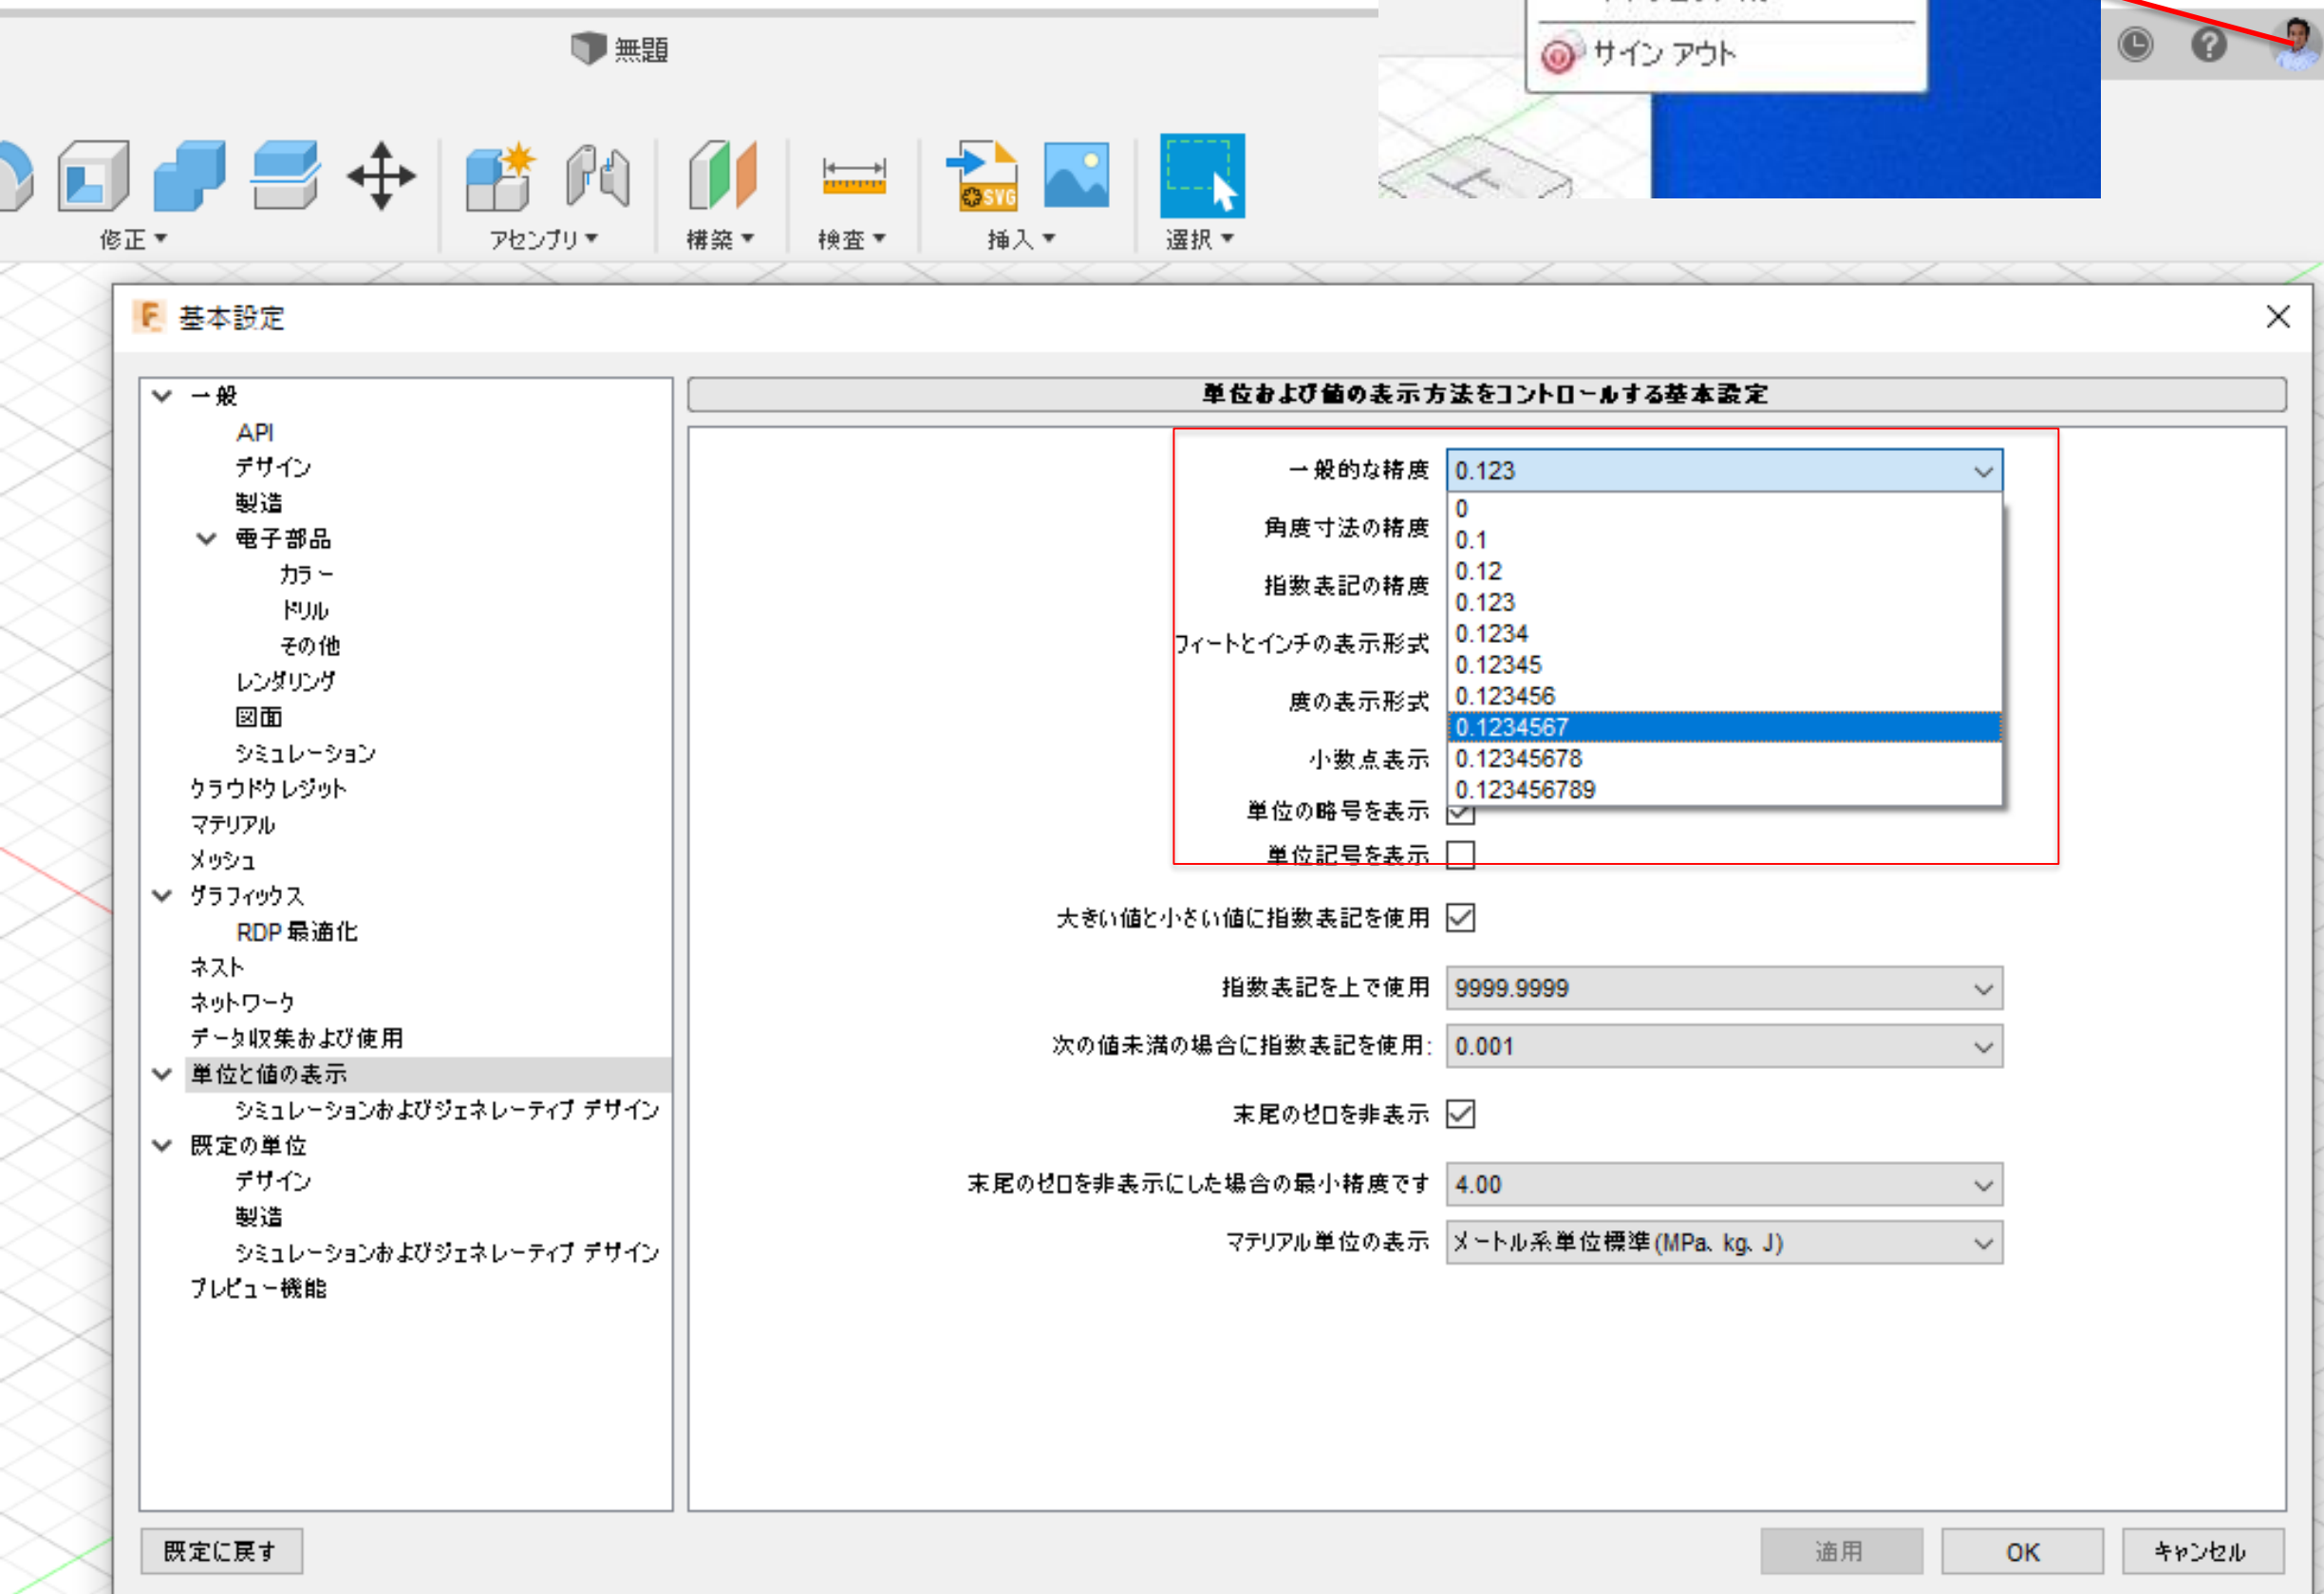 無題
サイン アウト
SVG
修正
アセンブリ
構築
検査
挿入
選択
基本設定
一般
API
デザイン
製造
電子部品
カラー
ドリル
その他
レンダリング
図面
シミュレーション
クラウドクレジット
マテリアル
メッシュ
グラフィックス
RDP 最適化
ネスト
ネットワーク
データ収集および使用
単位と値の表示
シミュレーションおよびジェネレーティブ デザイン
既定の単位
デザイン
製造
シミュレーションおよびジェネレーティブ デザイン
プレビュー機能
単位および値の表示方法をコントロールする基本設定
一般的な精度 0.123
0
角度寸法の精度
0.1
0.12
指数表記の精度
0.123
フィートとインチの表示形式
0.1234
0.12345
度の表示形式
0.123456
0.1234567
小数点表示
0.12345678
0.123456789
単位の略号を表示
単位記号を表示
大きい値と小さい値に指数表記を使用
指数表記を上で使用 9999.9999
次の値未満の場合に指数表記を使用: 0.001
末尾のゼロを非表示
末尾のゼロを非表示にした場合の最小精度です 4.00
マテリアル単位の表示 メートル系単位標準 (MPa、kg、J)
既定に戻す
適用
OK
キャンセル